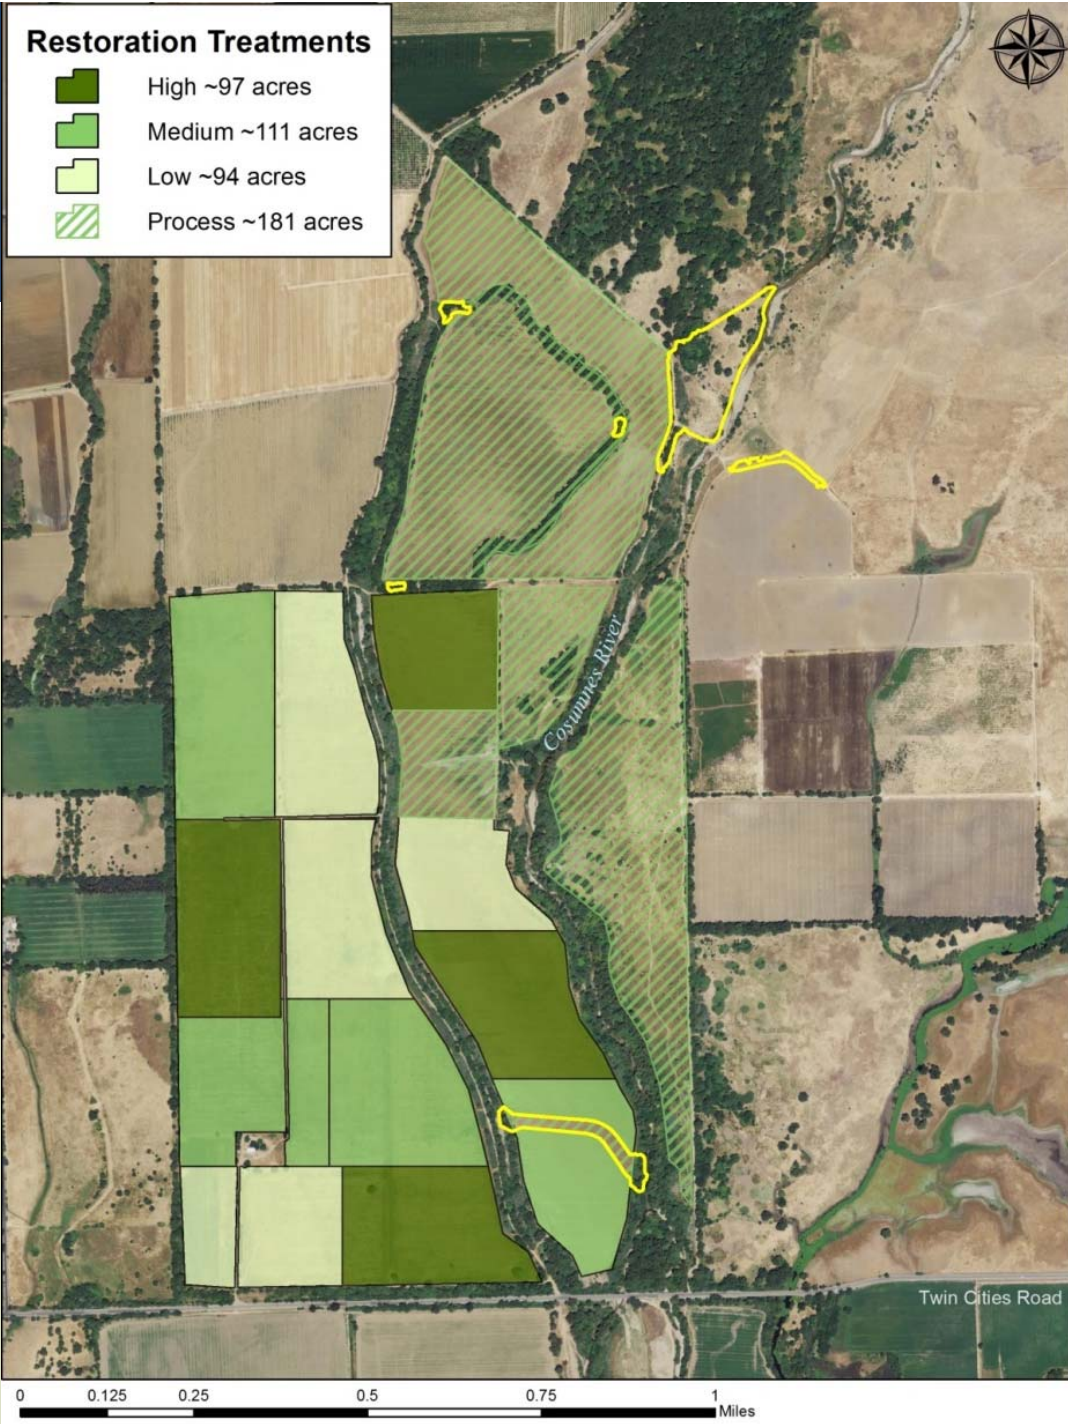 Restoration Treatments
High ~97 acres
Medium ~111 acres
Low ~94 acres
Process ~181 acres
Cosumnes River
Twin Cities Road
0 0.125 0.25 0.5 0.75 1
Miles